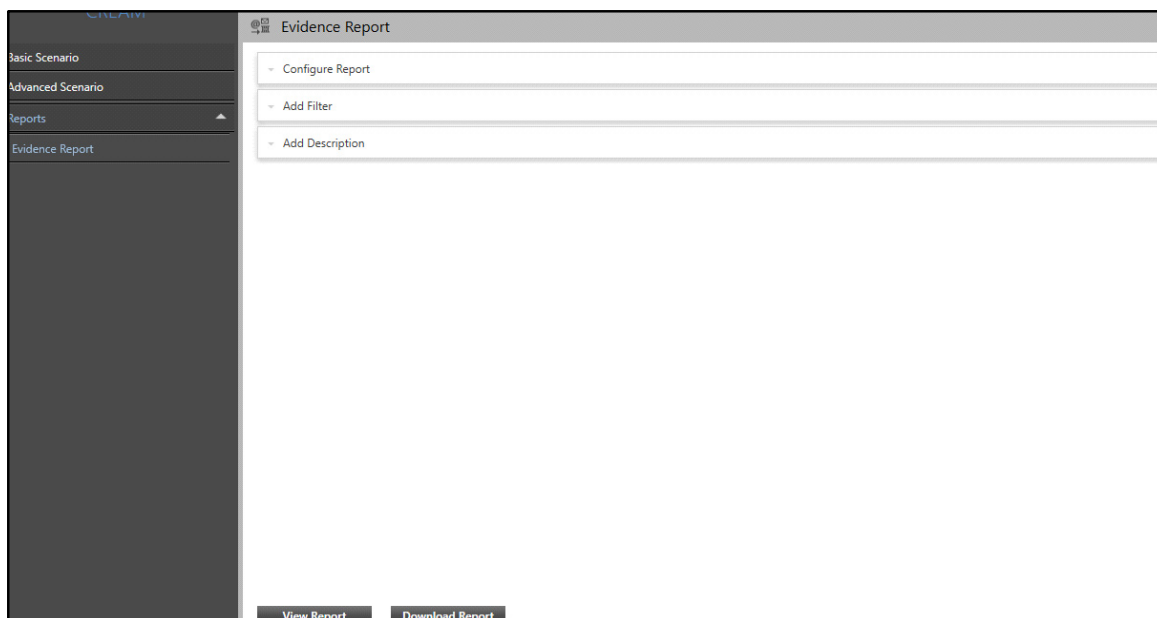 CREAM
Basic Scenario
Advanced Scenario
Reports
Evidence Report
Evidence Report
Configure Report
Add Filter
Add Description
View Report
Download Report